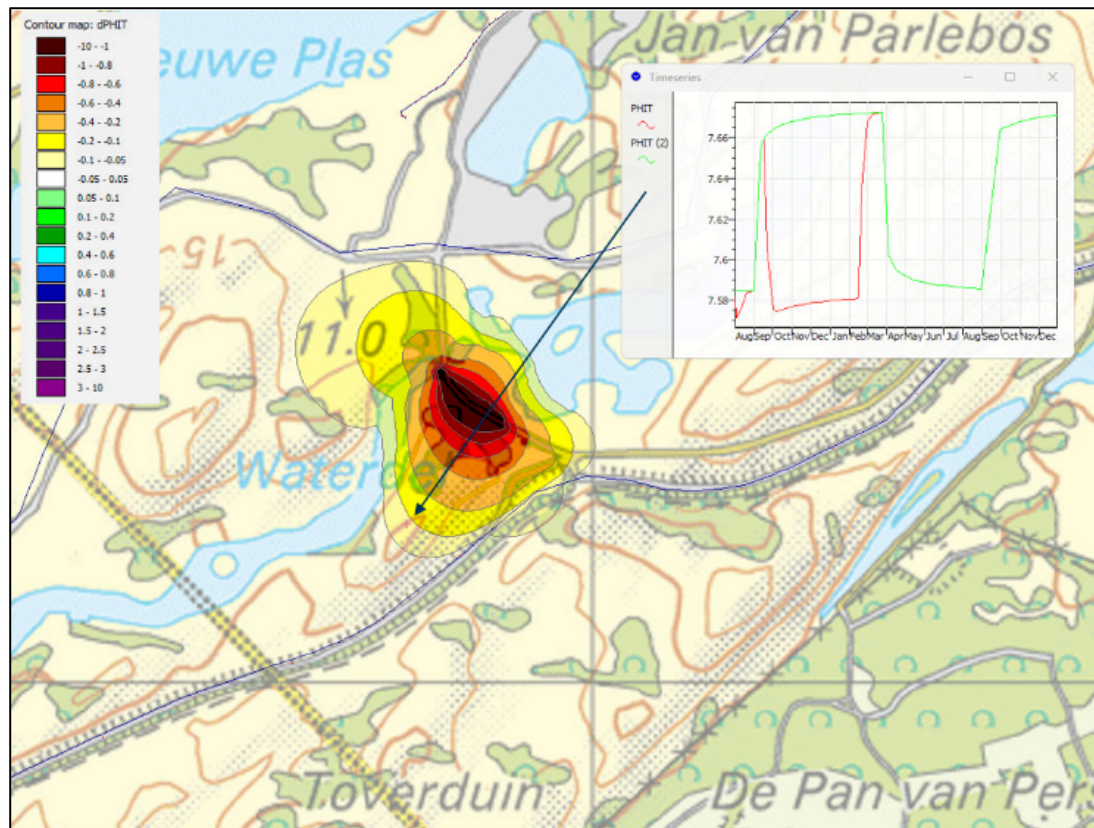 Contour map: dPHIT
-10 - -1
-1 - -0.8
-0.8 - -0.6
-0.6 - -0.4
-0.4 - -0.2
-0.2 - -0.1
-0.1 - -0.05
-0.05 - 0.05
0.05 - 0.1
0.1 - 0.2
0.2 - 0.4
0.4 - 0.6
0.6 - 0.8
0.8 - 1
1 - 1.5
1.5 - 2
2 - 2.5
2.5 - 3
3 - 10
euwe Plas
Jan van Parlebos
Timeseries
PHIT
PHIT (2)
7.66
7.64
7.62
7.6
7.58
Aug Sep Oct Nov Dec Jan Feb Mar Apr May Jun Jul Aug Sep Oct Nov Dec
15
11.0
Waterde
Toverduin
De Pan van Pers